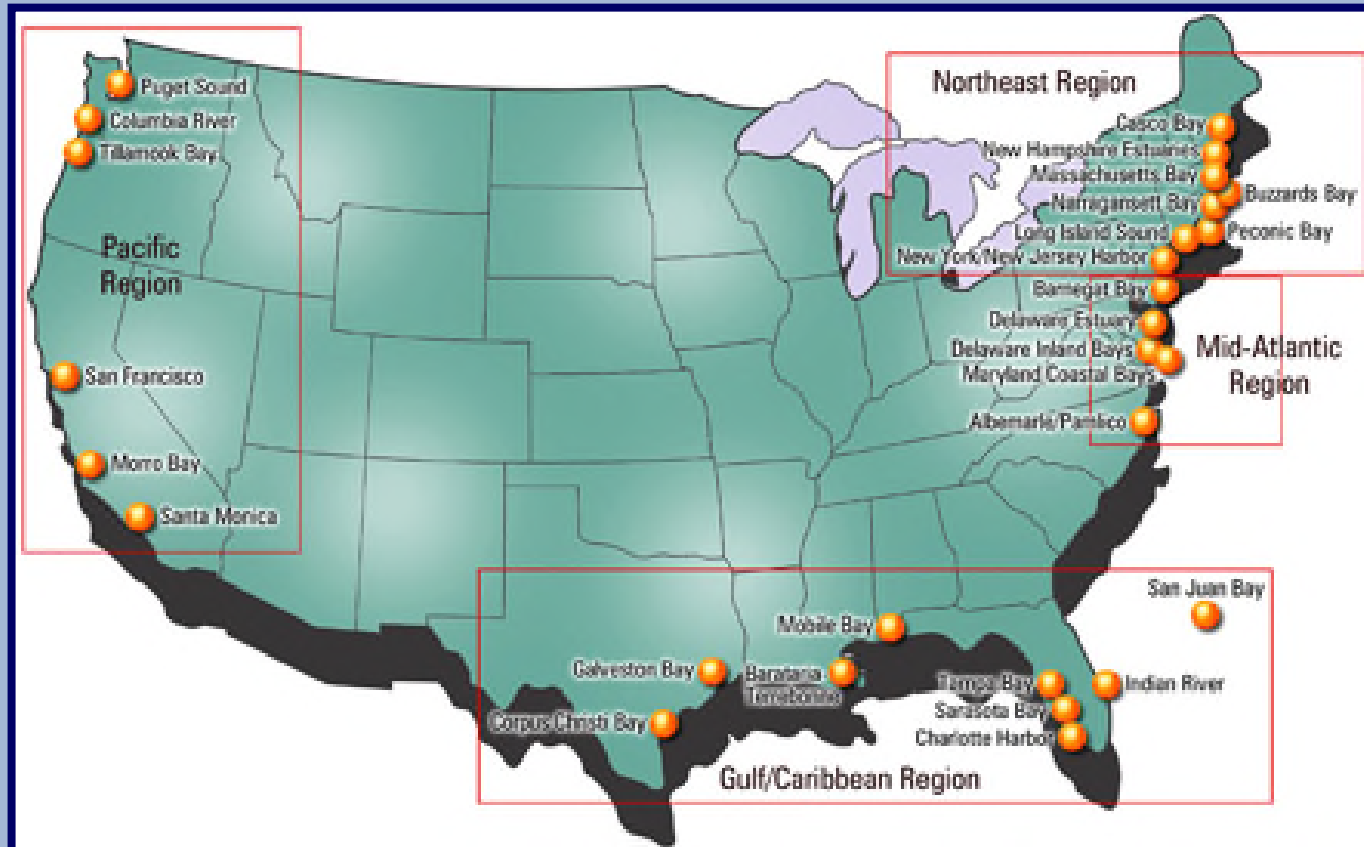 Puget Sound
Columbia River
Tillamook Bay
Pacific
Region
San Francisco
Morro Bay
Santa Monica
Northeast Region
Casco Bay
New Hampshire Estuaries
Massachusetts Bay
Buzzards Bay
Narragansett Bay
Long Island Sound
Peconic Bay
New York/New Jersey Harbor
Barnegat Bay
Delaware Estuary
Delaware Inland Bays
Maryland Coastal Bays
Mid-Atlantic
Region
Albemarle/Pamlico
San Juan Bay
Mobile Bay
Galveston Bay
Barataria
Terrebonne
Tampa Bay
Indian River
Sarasota Bay
Corpus Christi Bay
Charlotte Harbor
Gulf/Caribbean Region